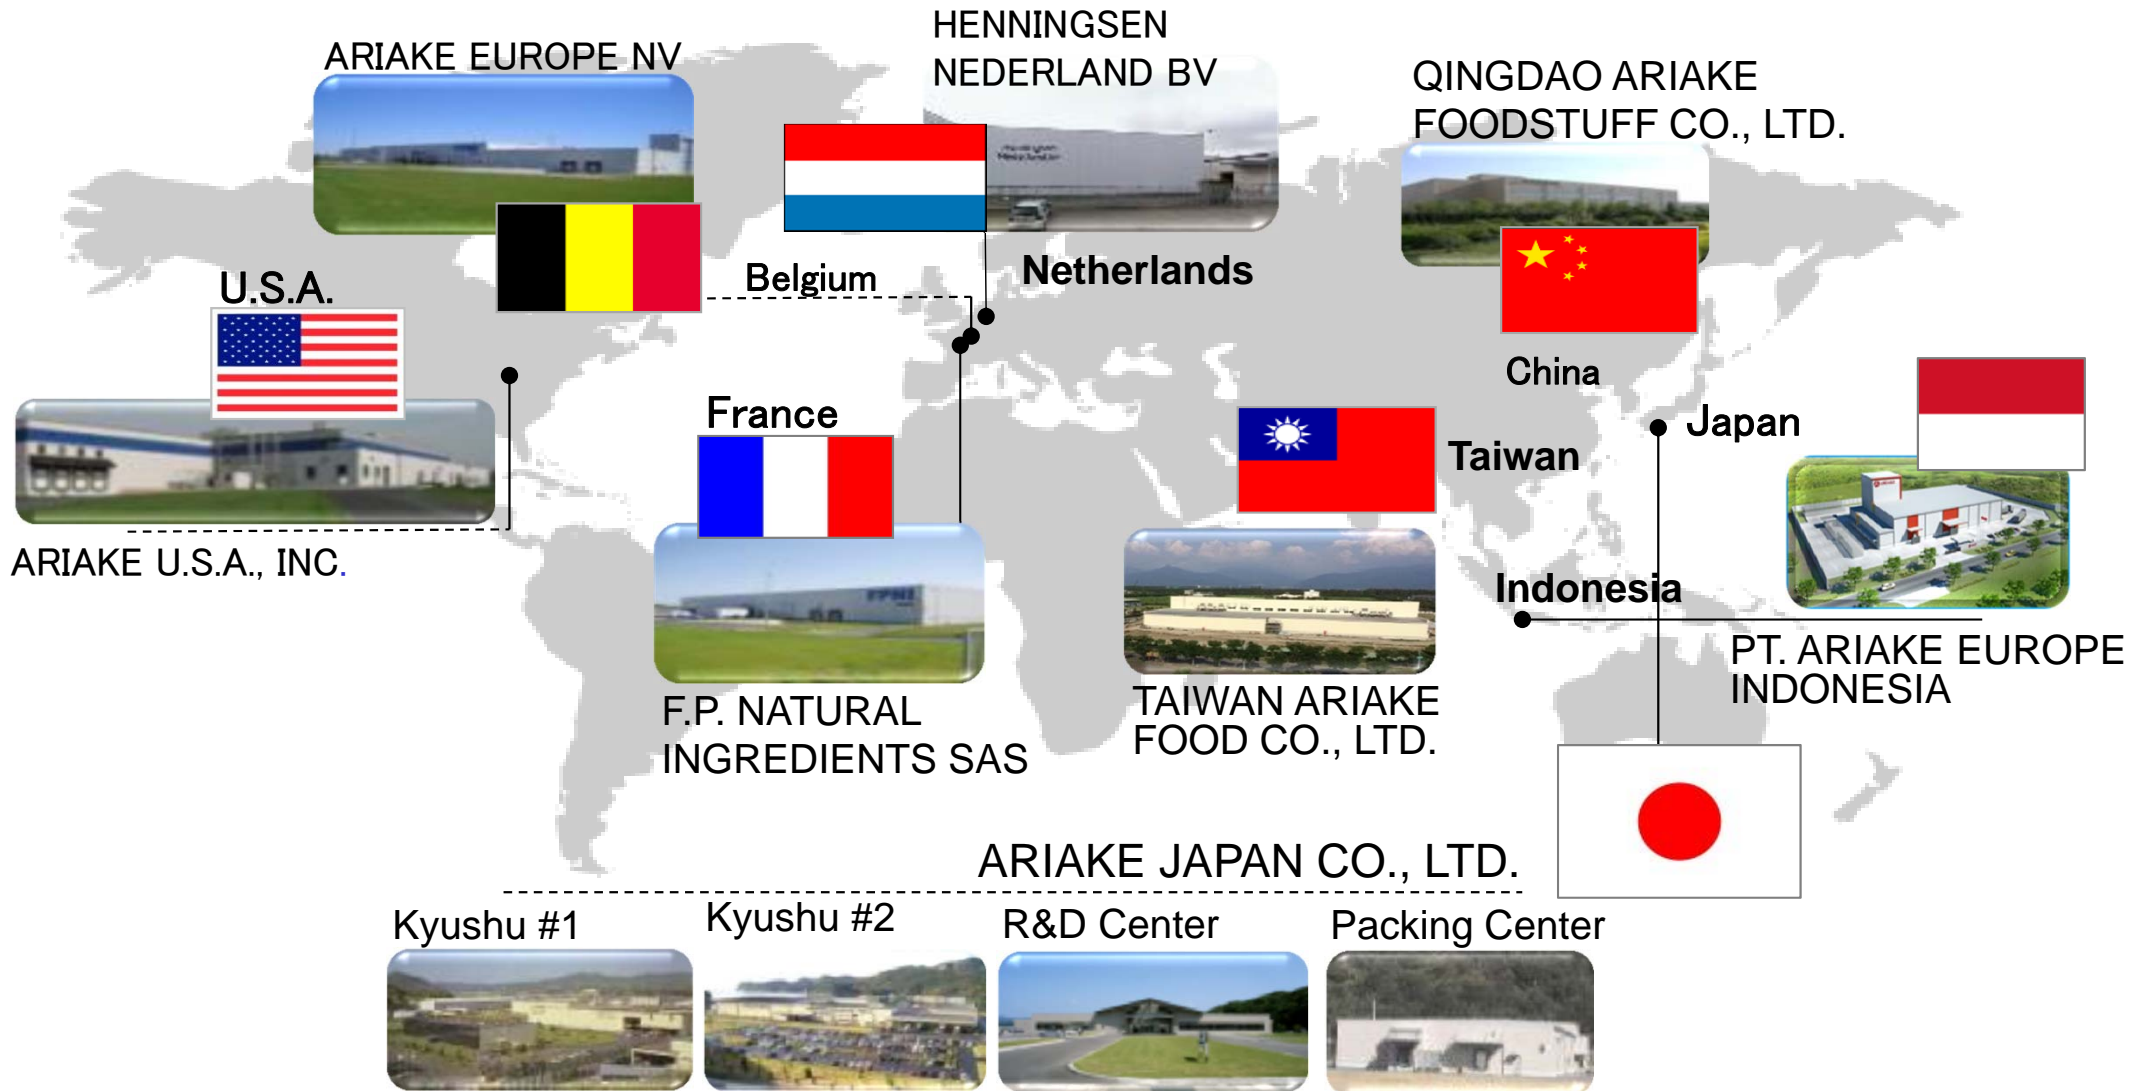 HENNINGSEN
NEDERLAND BV
ARIAKE EUROPE NV
QINGDAO ARIAKE
FOODSTUFF CO., LTD.
Belgium
Netherlands
U.S.A.
China
France
Japan
Taiwan
ARIAKE U.S.A., INC.
Indonesia
PT. ARIAKE EUROPE
INDONESIA
F.P. NATURAL
INGREDIENTS SAS
TAIWAN ARIAKE
FOOD CO., LTD.
ARIAKE JAPAN CO., LTD.
Kyushu #1
Kyushu #2
R&D Center
Packing Center